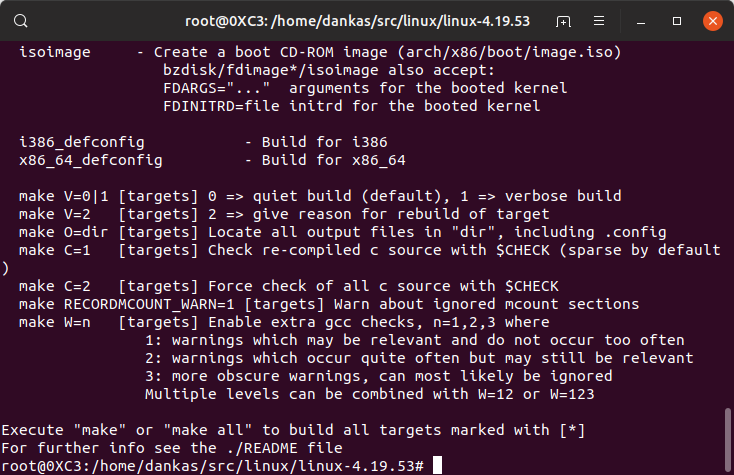 root@0XC3: /home/dankas/src/linux/linux-4.19.53
  isoimage     - Create a boot CD-ROM image (arch/x86/boot/image.iso)
                  bzdisk/fdimage*/isoimage also accept:
                  FDARGS="..."  arguments for the booted kernel
                  FDINITRD=file initrd for the booted kernel
  i386_defconfig           - Build for i386
  x86_64_defconfig         - Build for x86_64
  make V=0|1 [targets] 0 => quiet build (default), 1 => verbose build
  make V=2   [targets] 2 => give reason for rebuild of target
  make O=dir [targets] Locate all output files in "dir", including .config
  make C=1   [targets] Check re-compiled c source with $CHECK (sparse by default
)
  make C=2   [targets] Force check of all c source with $CHECK
  make RECORDMCOUNT_WARN=1 [targets] Warn about ignored mcount sections
  make W=n   [targets] Enable extra gcc checks, n=1,2,3 where
                1: warnings which may be relevant and do not occur too often
                2: warnings which occur quite often but may still be relevant
                3: more obscure warnings, can most likely be ignored
                Multiple levels can be combined with W=12 or W=123
Execute "make" or "make all" to build all targets marked with [*]
For further info see the ./README file
root@0XC3:/home/dankas/src/linux/linux-4.19.53#